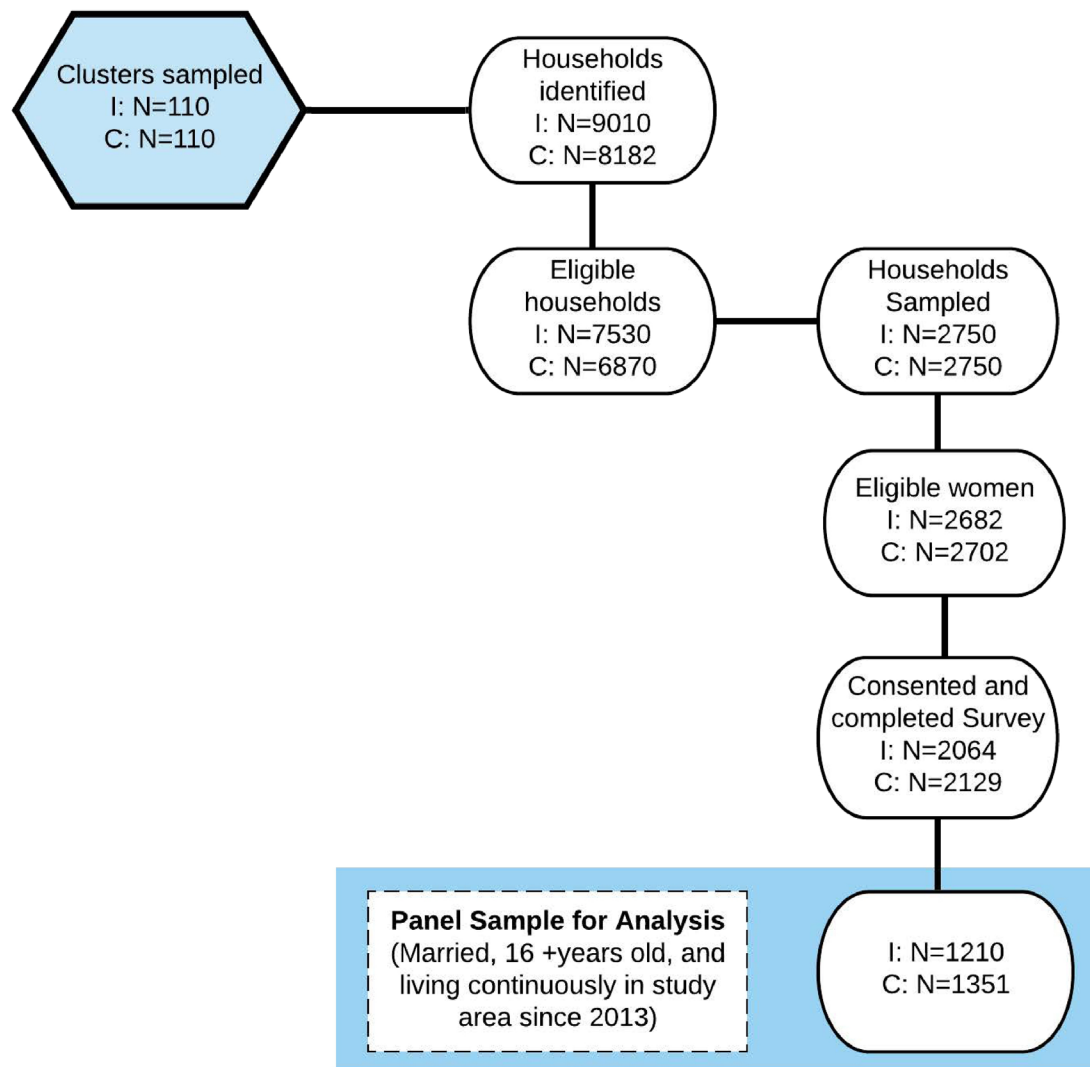 Clusters sampled
I: N=110
C: N=110
Households
identified
I: N=9010
C: N=8182
Eligible
households
I: N=7530
C: N=6870
Households
Sampled
I: N=2750
C: N=2750
Eligible women
I: N=2682
C: N=2702
Consented and
completed Survey
I: N=2064
C: N=2129
Panel Sample for Analysis
(Married, 16 +years old, and
living continuously in study
area since 2013)
I: N=1210
C: N=1351